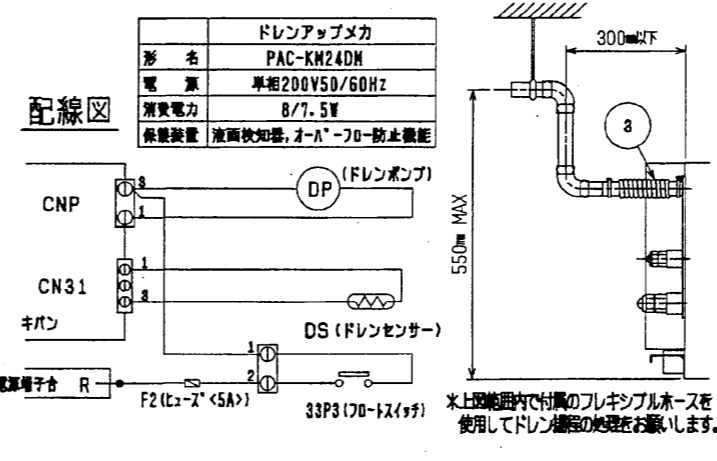 ドレンアップメカ
形 名 PAC-KM24DM
電 源 単相200V50/60Hz
消費電力 8/7.5W
保護装置 液面検知器,オーバーフロー防止機能
配線図
CNP
3
1
DP
(ドレンポンプ)
CN31
1
3
キバン
DS(ドレンセンサー)
1
2
電源端子台 R
F2(ヒューズ<5A>)
33P3(フロートスイッチ)
300mm以下
3
550mm MAX
※上図範囲内で付属のフレキシブルホースを
使用してドレン揚程の処理をお願いします。